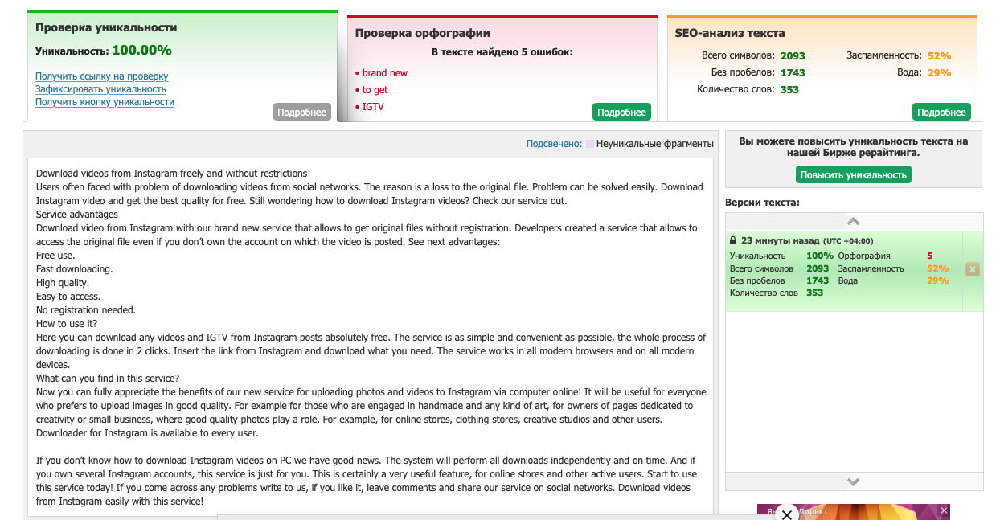 Проверка уникальности
Уникальность: 100.00%
Получить ссылку на проверку
Зафиксировать уникальность
Получить кнопку уникальности
Подробнее
Проверка орфографии
В тексте найдено 5 ошибок:
• brand new
• to get
• IGTV
Подробнее
SEO-анализ текста
Всего символов: 2093
Без пробелов: 1743
Количество слов: 353
Заспамленность: 52%
Вода: 29%
Подробнее
Подсвечено: Неуникальные фрагменты
Download videos from Instagram freely and without restrictions
Users often faced with problem of downloading videos from social networks. The reason is a loss to the original file. Problem can be solved easily. Download
Instagram video and get the best quality for free. Still wondering how to download Instagram videos? Check our service out.
Service advantages
Download video from Instagram with our brand new service that allows to get original files without registration. Developers created a service that allows to
access the original file even if you don’t own the account on which the video is posted. See next advantages:
Free use.
Fast downloading.
High quality.
Easy to access.
No registration needed.
How to use it?
Here you can download any videos and IGTV from Instagram posts absolutely free. The service is as simple and convenient as possible, the whole process of
downloading is done in 2 clicks. Insert the link from Instagram and download what you need. The service works in all modern browsers and on all modern
devices.
What can you find in this service?
Now you can fully appreciate the benefits of our new service for uploading photos and videos to Instagram via computer online! It will be useful for everyone
who prefers to upload images in good quality. For example for those who are engaged in handmade and any kind of art, for owners of pages dedicated to
creativity or small business, where good quality photos play a role. For example, for online stores, clothing stores, creative studios and other users.
Downloader for Instagram is available to every user.
If you don’t know how to download Instagram videos on PC we have good news. The system will perform all downloads independently and on time. And if
you own several Instagram accounts, this service is just for you. This is certainly a very useful feature, for online stores and other active users. Start to use
this service today! If you come across any problems write to us, if you like it, leave comments and share our service on social networks. Download videos
from Instagram easily with this service!
Вы можете повысить уникальность текста на
нашей Бирже рерайтинга.
Повысить уникальность
Версии текста:
23 минуты назад (UTC +04:00)
Уникальность 100% Орфография 5
Всего символов 2093 Заспамленность 52%
Без пробелов 1743 Вода 29%
Количество слов 353
Директ